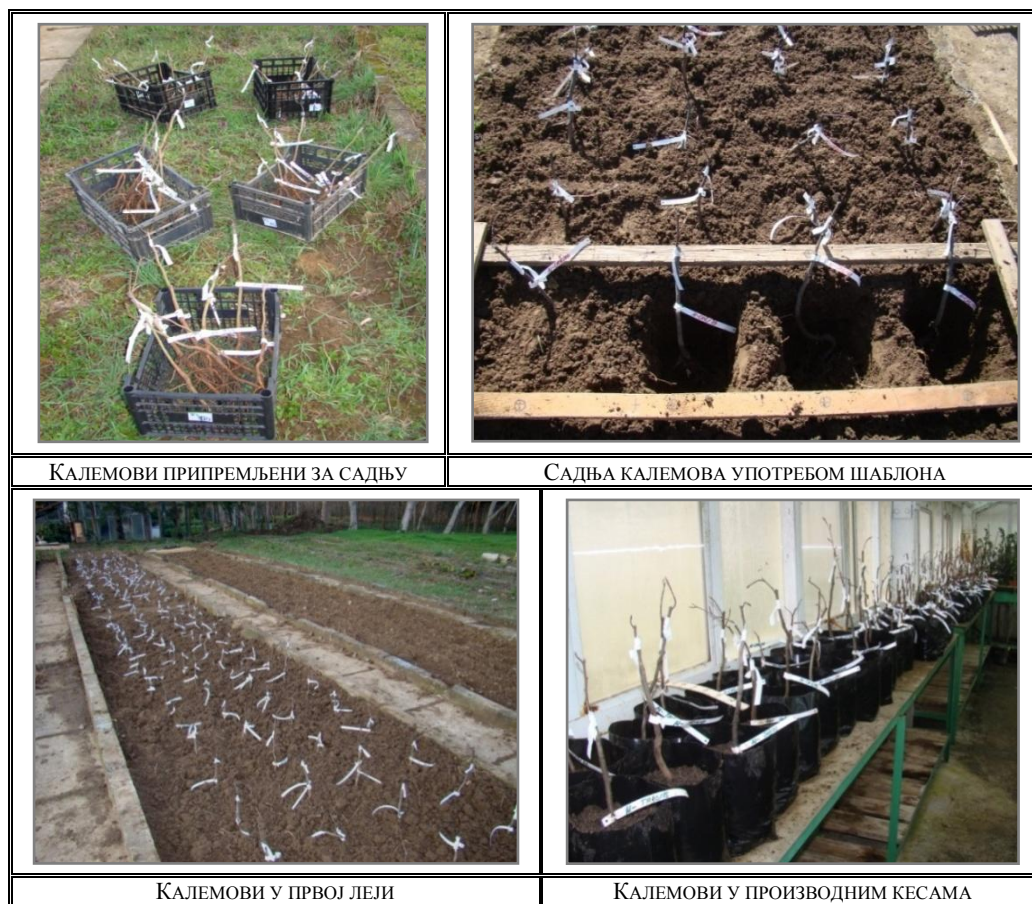 КАЛЕМОВИ ПРИПРЕМЉЕНИ ЗА САДЊУ
САДЊА КАЛЕМОВА УПОТРЕБОМ ШАБЛОНА
КАЛЕМОВИ У ПРВОЈ ЛЕЈИ
КАЛЕМОВИ У ПРОИЗВОДНИМ КЕСАМА